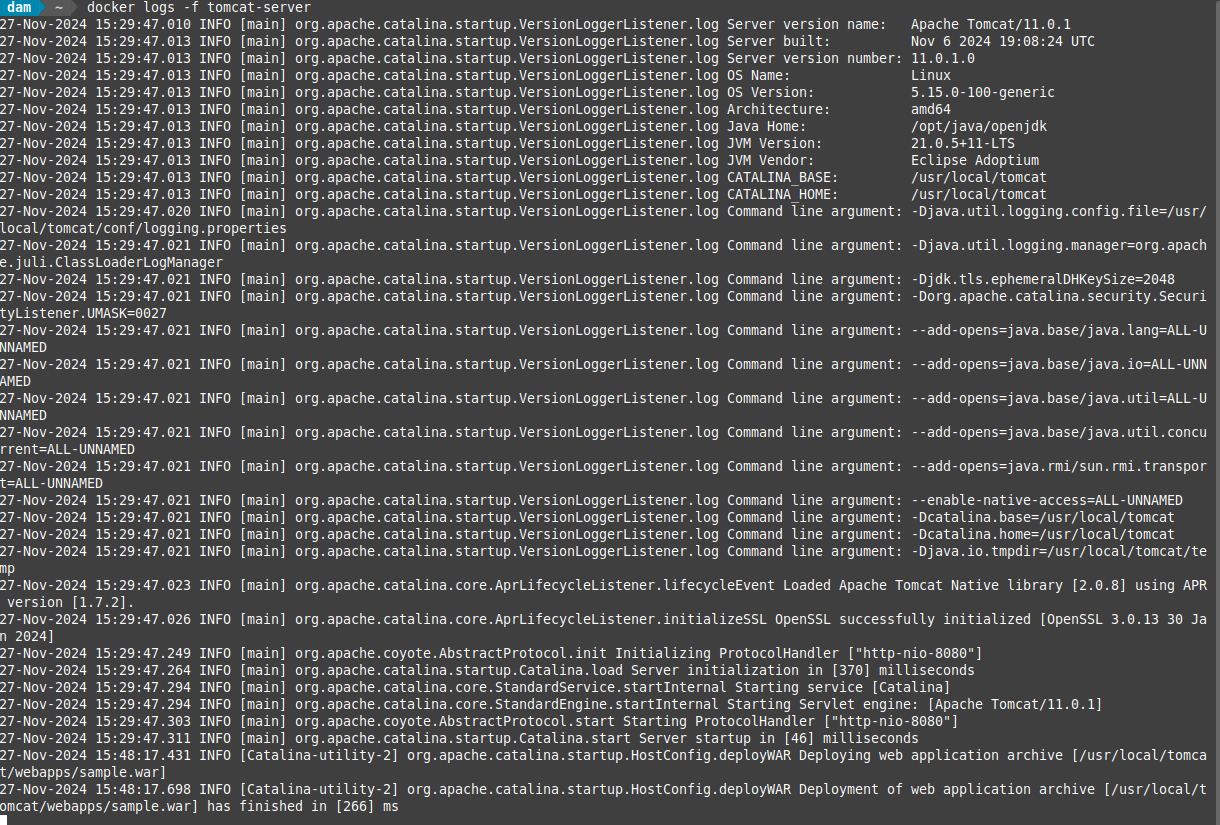 dam ~ docker logs -f tomcat-server
27-Nov-2024 15:29:47.010 INFO [main] org.apache.catalina.startup.VersionLoggerListener.log Server version name:   Apache Tomcat/11.0.1
27-Nov-2024 15:29:47.013 INFO [main] org.apache.catalina.startup.VersionLoggerListener.log Server built:          Nov 6 2024 19:08:24 UTC
27-Nov-2024 15:29:47.013 INFO [main] org.apache.catalina.startup.VersionLoggerListener.log Server version number: 11.0.1.0
27-Nov-2024 15:29:47.013 INFO [main] org.apache.catalina.startup.VersionLoggerListener.log OS Name:               Linux
27-Nov-2024 15:29:47.013 INFO [main] org.apache.catalina.startup.VersionLoggerListener.log OS Version:            5.15.0-100-generic
27-Nov-2024 15:29:47.013 INFO [main] org.apache.catalina.startup.VersionLoggerListener.log Architecture:          amd64
27-Nov-2024 15:29:47.013 INFO [main] org.apache.catalina.startup.VersionLoggerListener.log Java Home:             /opt/java/openjdk
27-Nov-2024 15:29:47.013 INFO [main] org.apache.catalina.startup.VersionLoggerListener.log JVM Version:           21.0.5+11-LTS
27-Nov-2024 15:29:47.013 INFO [main] org.apache.catalina.startup.VersionLoggerListener.log JVM Vendor:            Eclipse Adoptium
27-Nov-2024 15:29:47.013 INFO [main] org.apache.catalina.startup.VersionLoggerListener.log CATALINA_BASE:         /usr/local/tomcat
27-Nov-2024 15:29:47.013 INFO [main] org.apache.catalina.startup.VersionLoggerListener.log CATALINA_HOME:         /usr/local/tomcat
27-Nov-2024 15:29:47.020 INFO [main] org.apache.catalina.startup.VersionLoggerListener.log Command line argument: -Djava.util.logging.config.file=/usr/
local/tomcat/conf/logging.properties
27-Nov-2024 15:29:47.021 INFO [main] org.apache.catalina.startup.VersionLoggerListener.log Command line argument: -Djava.util.logging.manager=org.apach
e.juli.ClassLoaderLogManager
27-Nov-2024 15:29:47.021 INFO [main] org.apache.catalina.startup.VersionLoggerListener.log Command line argument: -Djdk.tls.ephemeralDHKeySize=2048
27-Nov-2024 15:29:47.021 INFO [main] org.apache.catalina.startup.VersionLoggerListener.log Command line argument: -Dorg.apache.catalina.security.Securi
tyListener.UMASK=0027
27-Nov-2024 15:29:47.021 INFO [main] org.apache.catalina.startup.VersionLoggerListener.log Command line argument: --add-opens=java.base/java.lang=ALL-U
NNAMED
27-Nov-2024 15:29:47.021 INFO [main] org.apache.catalina.startup.VersionLoggerListener.log Command line argument: --add-opens=java.base/java.io=ALL-UNN
AMED
27-Nov-2024 15:29:47.021 INFO [main] org.apache.catalina.startup.VersionLoggerListener.log Command line argument: --add-opens=java.base/java.util=ALL-U
NNAMED
27-Nov-2024 15:29:47.021 INFO [main] org.apache.catalina.startup.VersionLoggerListener.log Command line argument: --add-opens=java.base/java.util.concu
rrent=ALL-UNNAMED
27-Nov-2024 15:29:47.021 INFO [main] org.apache.catalina.startup.VersionLoggerListener.log Command line argument: --add-opens=java.rmi/sun.rmi.transpor
t=ALL-UNNAMED
27-Nov-2024 15:29:47.021 INFO [main] org.apache.catalina.startup.VersionLoggerListener.log Command line argument: --enable-native-access=ALL-UNNAMED
27-Nov-2024 15:29:47.021 INFO [main] org.apache.catalina.startup.VersionLoggerListener.log Command line argument: -Dcatalina.base=/usr/local/tomcat
27-Nov-2024 15:29:47.021 INFO [main] org.apache.catalina.startup.VersionLoggerListener.log Command line argument: -Dcatalina.home=/usr/local/tomcat
27-Nov-2024 15:29:47.021 INFO [main] org.apache.catalina.startup.VersionLoggerListener.log Command line argument: -Djava.io.tmpdir=/usr/local/tomcat/te
mp
27-Nov-2024 15:29:47.023 INFO [main] org.apache.catalina.core.AprLifecycleListener.lifecycleEvent Loaded Apache Tomcat Native library [2.0.8] using APR
 version [1.7.2].
27-Nov-2024 15:29:47.026 INFO [main] org.apache.catalina.core.AprLifecycleListener.initializeSSL OpenSSL successfully initialized [OpenSSL 3.0.13 30 Ja
n 2024]
27-Nov-2024 15:29:47.249 INFO [main] org.apache.coyote.AbstractProtocol.init Initializing ProtocolHandler ["http-nio-8080"]
27-Nov-2024 15:29:47.264 INFO [main] org.apache.catalina.startup.Catalina.load Server initialization in [370] milliseconds
27-Nov-2024 15:29:47.294 INFO [main] org.apache.catalina.core.StandardService.startInternal Starting service [Catalina]
27-Nov-2024 15:29:47.294 INFO [main] org.apache.catalina.core.StandardEngine.startInternal Starting Servlet engine: [Apache Tomcat/11.0.1]
27-Nov-2024 15:29:47.303 INFO [main] org.apache.coyote.AbstractProtocol.start Starting ProtocolHandler ["http-nio-8080"]
27-Nov-2024 15:29:47.311 INFO [main] org.apache.catalina.startup.Catalina.start Server startup in [46] milliseconds
27-Nov-2024 15:48:17.431 INFO [Catalina-utility-2] org.apache.catalina.startup.HostConfig.deployWAR Deploying web application archive [/usr/local/tomca
t/webapps/sample.war]
27-Nov-2024 15:48:17.698 INFO [Catalina-utility-2] org.apache.catalina.startup.HostConfig.deployWAR Deployment of web application archive [/usr/local/t
omcat/webapps/sample.war] has finished in [266] ms